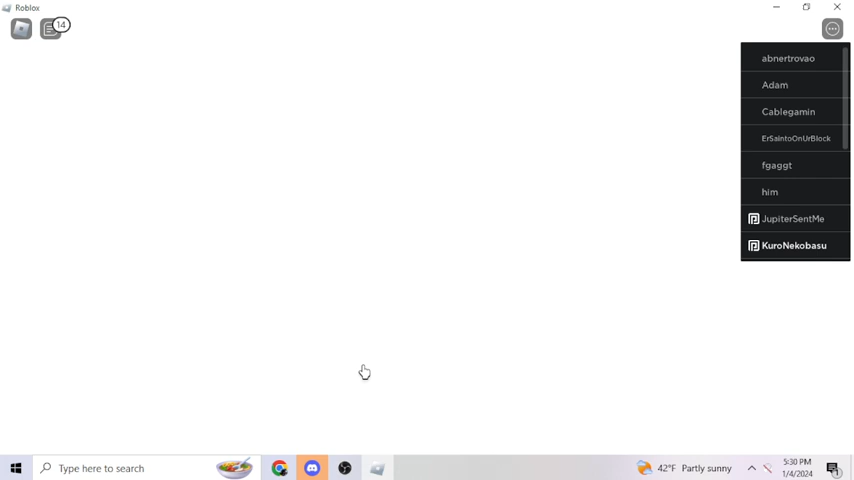 Roblox
14
abnertrovao
Adam
Cablegamin
ErSaintoOnUrBlock
fgaggt
him
JupiterSentMe
KuroNekobasu
Type here to search
42°F Partly sunny
5:30 PM
1/4/2024
1